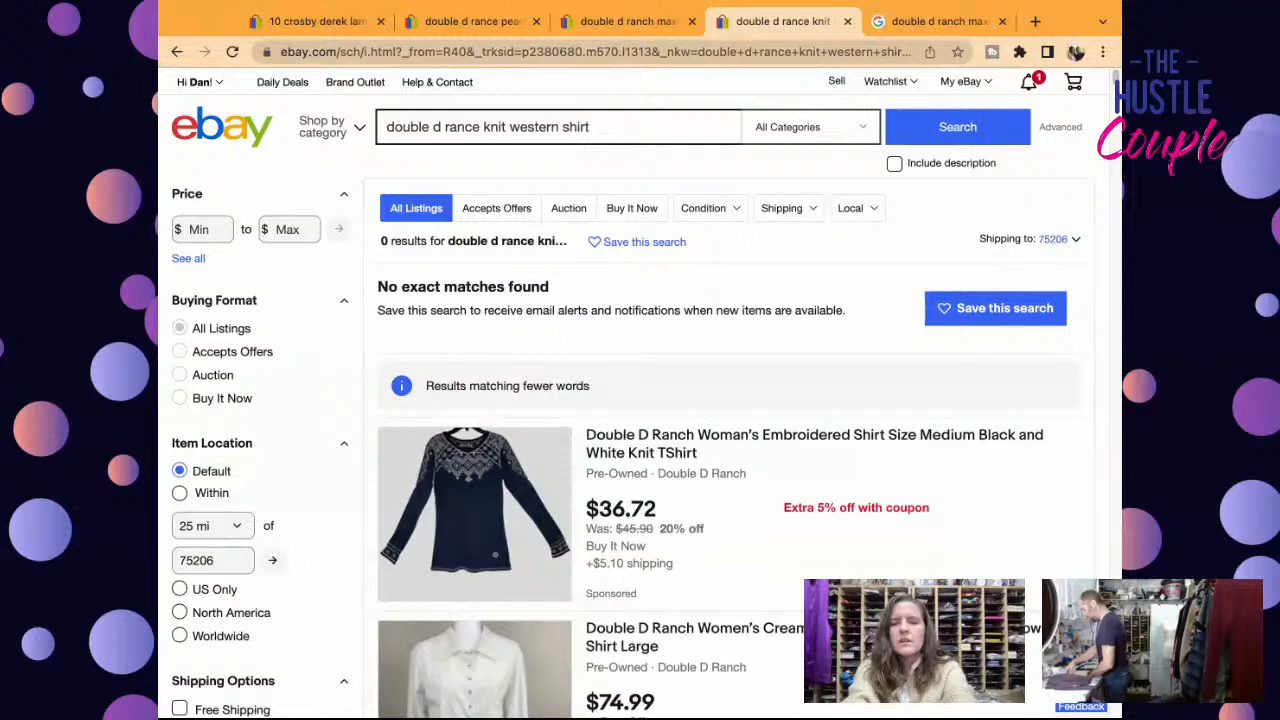 10 crosby derek lam
double d rance pea
double d ranch max
double d rance knit
double d ranch max
ebay.com/sch/i.html?_from=R40&_trksid=p2380680.m570.l1313&_nkw=double+d+rance+knit+western+shir...
-THE-
HUSTLE
Couple
Hi Dan!
Daily Deals
Brand Outlet
Help & Contact
Sell
Watchlist
My eBay
1
ebay
Shop by
category
double d rance knit western shirt
All Categories
Search
Advanced
Include description
Price
$ Min to $ Max
See all
All Listings
Accepts Offers
Auction
Buy It Now
Condition
Shipping
Local
0 results for double d rance kni...
Save this search
Shipping to: 75206
No exact matches found
Save this search to receive email alerts and notifications when new items are available.
Save this search
Buying Format
All Listings
Accepts Offers
Auction
Buy It Now
Results matching fewer words
Item Location
Default
Within
25 mi of
75206
US Only
North America
Worldwide
Shipping Options
Free Shipping
Double D Ranch Woman's Embroidered Shirt Size Medium Black and
White Knit TShirt
Pre-Owned · Double D Ranch
$36.72
Extra 5% off with coupon
Was: $45.90 20% off
Buy It Now
+$5.10 shipping
Sponsored
Double D Ranch Women's Cream
Shirt Large
Pre-Owned · Double D Ranch
$74.99
Feedback